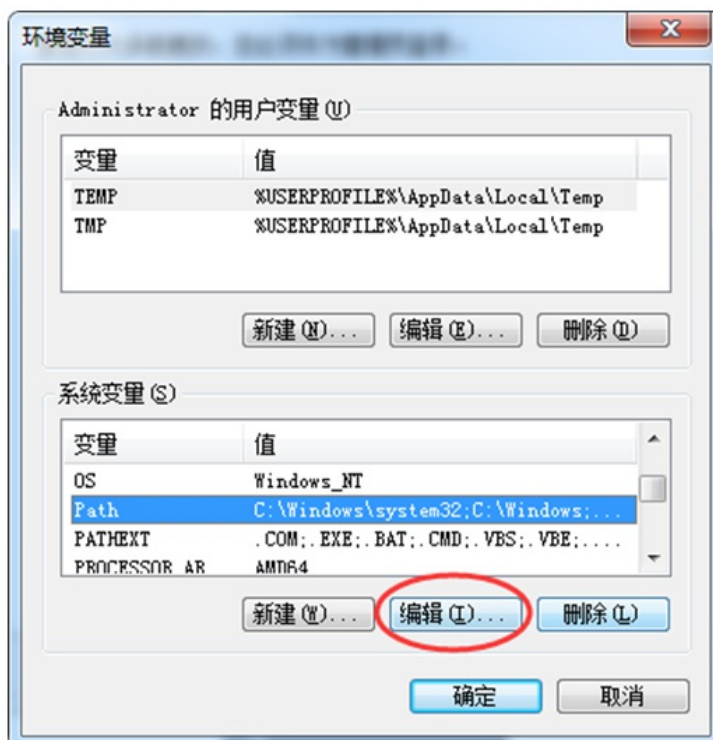 环境变量
Administrator 的用户变量(U)
变量 值
TEMP %USERPROFILE%\AppData\Local\Temp
TMP %USERPROFILE%\AppData\Local\Temp
新建(N)... 编辑(E)... 删除(D)
系统变量(S)
变量 值
OS Windows_NT
Path C:\Windows\system32;C:\Windows;...
PATHEXT .COM;.EXE;.BAT;.CMD;.VBS;.VBE;....
PROCESSOR_AR AMD64
新建(W)... 编辑(I)... 删除(L)
确定 取消